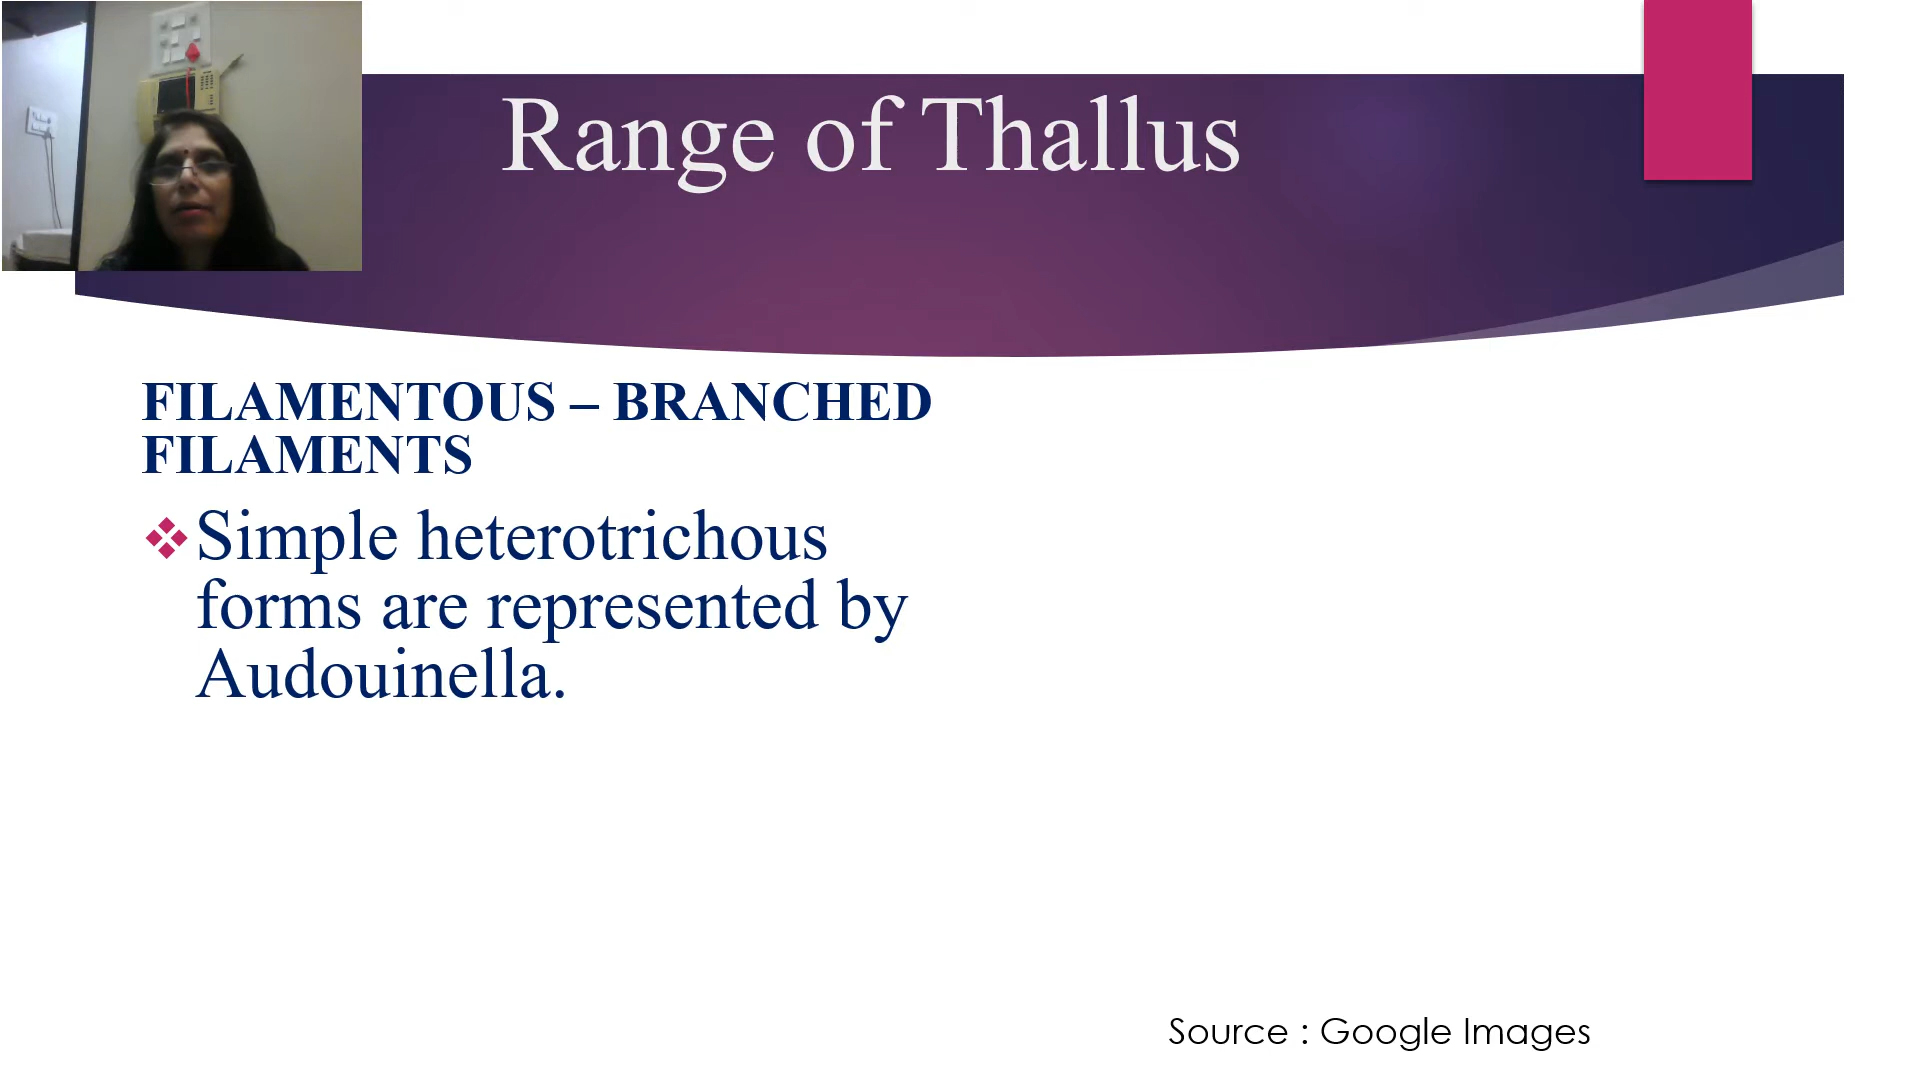 Range of Thallus
FILAMENTOUS – BRANCHED
FILAMENTS
Simple heterotrichous
forms are represented by
Audouinella.
Source : Google Images